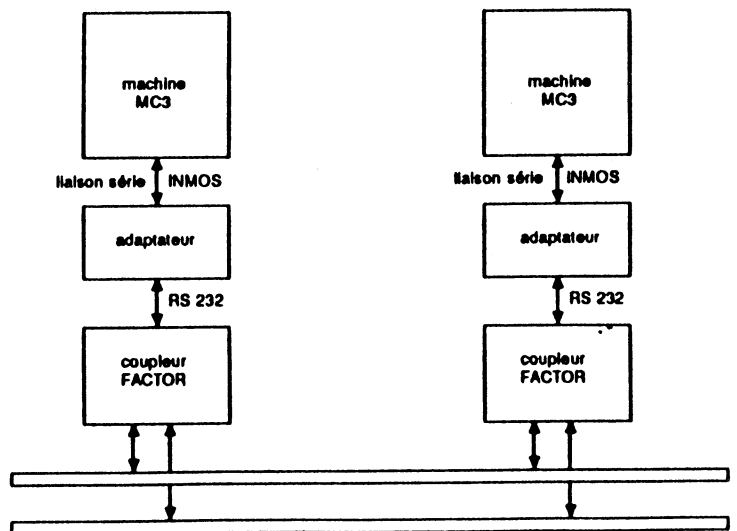 machine
MC3
liaison série INMOS
adaptateur
RS 232
coupleur
FACTOR
machine
MC3
liaison série INMOS
adaptateur
RS 232
coupleur
FACTOR